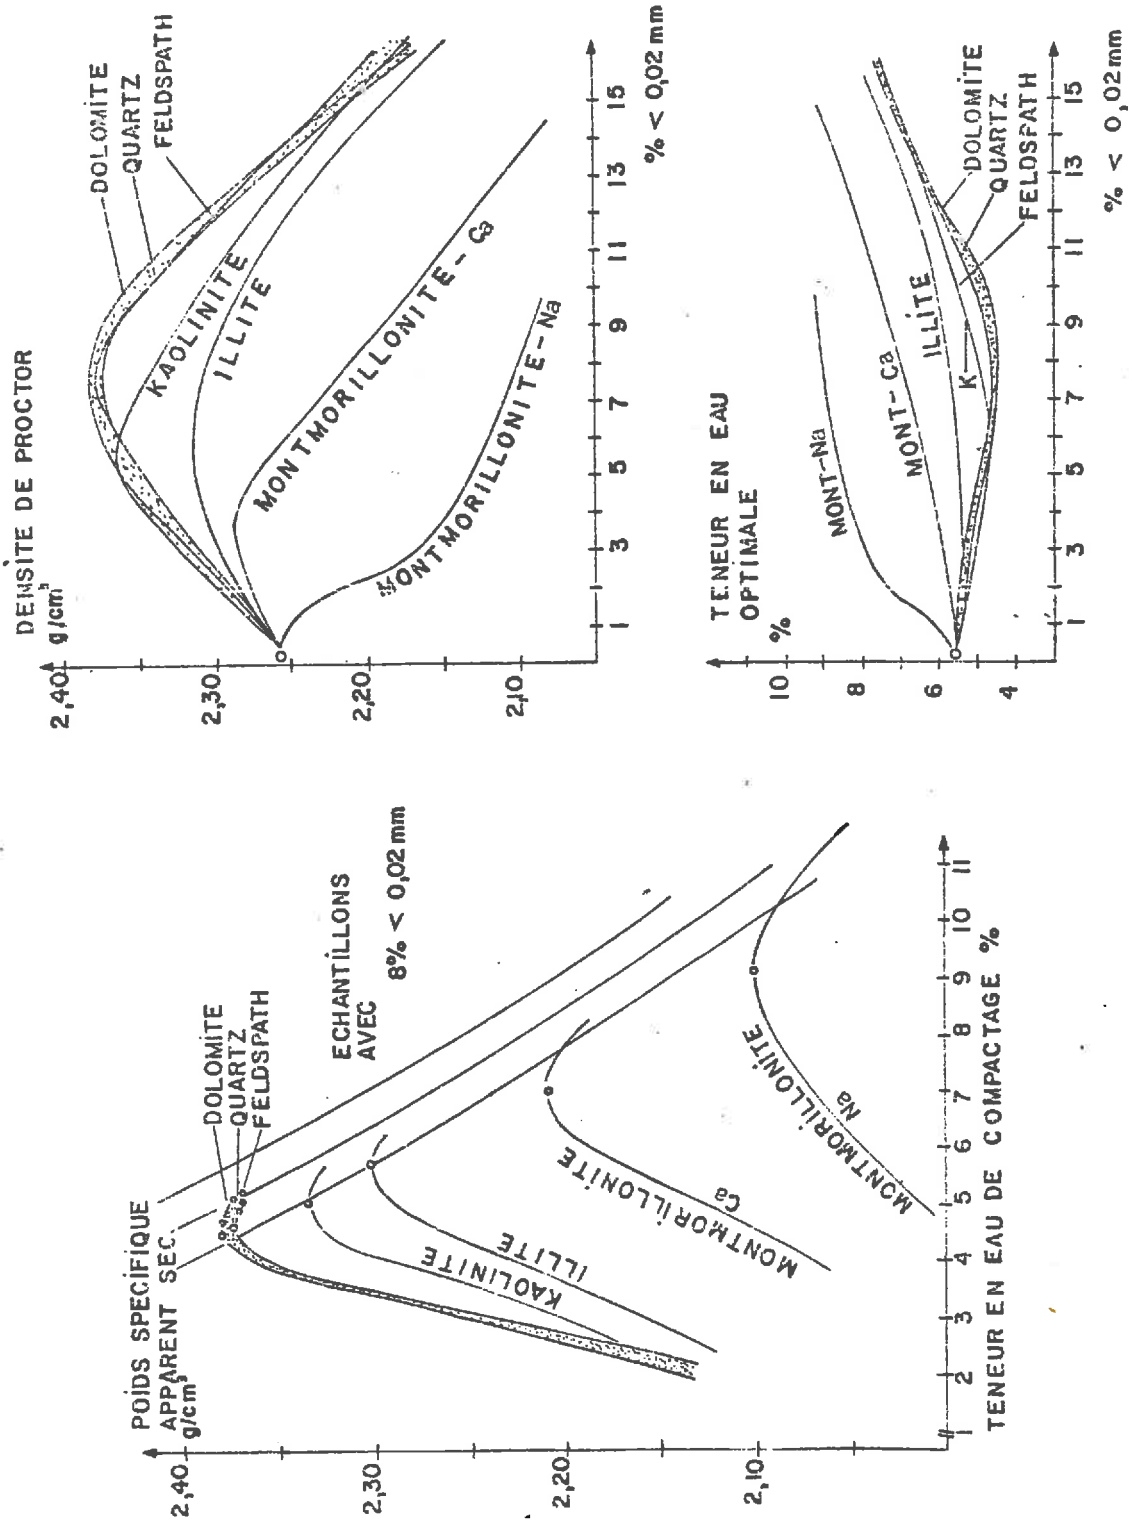 POIDS SPECIFIQUE
APPARENT SEC
g/cm³
2,40
2,30
2,20
2,10
DOLOMITE
QUARTZ
FELDSPATH
ECHANTILLONS
AVEC
8% < 0,02 mm
KAOLINITE
ILLITE
MONTMORILLONITE
Ca
MONTMORILLONITE
Na
1 2 3 4 5 6 7 8 9 10 11
TENEUR EN EAU DE COMPACTAGE %
DENSITE DE PROCTOR
g/cm³
2,40
2,30
2,20
2,10
DOLOMITE
QUARTZ
FELDSPATH
KAOLINITE
ILLITE
MONTMORILLONITE - Ca
MONTMORILLONITE - Na
1 3 5 7 9 11 13 15
% < 0,02 mm
TENEUR EN EAU
OPTIMALE
%
10
8
6
4
MONT-Na
MONT-Ca
ILLITE
K
DOLOMITE
QUARTZ
FELDSPATH
1 3 5 7 9 11 13 15
% < 0,02 mm